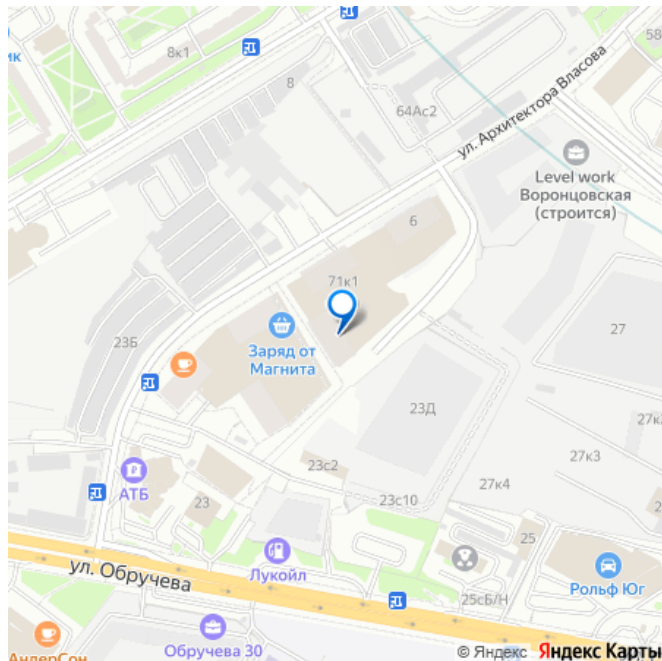 ик
8к1
8
64Ас2
58
ул. Архитектора Власова
Level work
Воронцовская
(строится)
6
71к1
27
Заряд от
Магнита
23Б
23Д
27к
27к3
23с2
27к4
23с10
АТБ
23
25
2
ул. Обручева
Лукойл
Рольф Юг
25сБ/Н
АндерСон
Обручева 30
© Яндекс Яндекс Карты